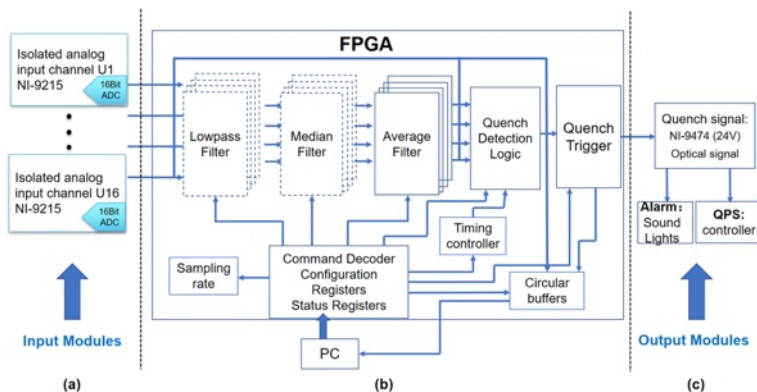 Isolated analog
input channel U1
NI-9215
16Bit
ADC
Isolated analog
input channel U16
NI-9215
16Bit
ADC
Input Modules
(a)
FPGA
Lowpass
Filter
Median
Filter
Average
Filter
Quench
Detection
Logic
Quench
Trigger
Timing
controller
Sampling
rate
Command Decoder
Configuration
Registers
Status Registers
Circular
buffers
PC
(b)
Quench signal:
NI-9474 (24V)
Optical signal
Alarm：
Sound
Lights
QPS:
controller
Output Modules
(c)